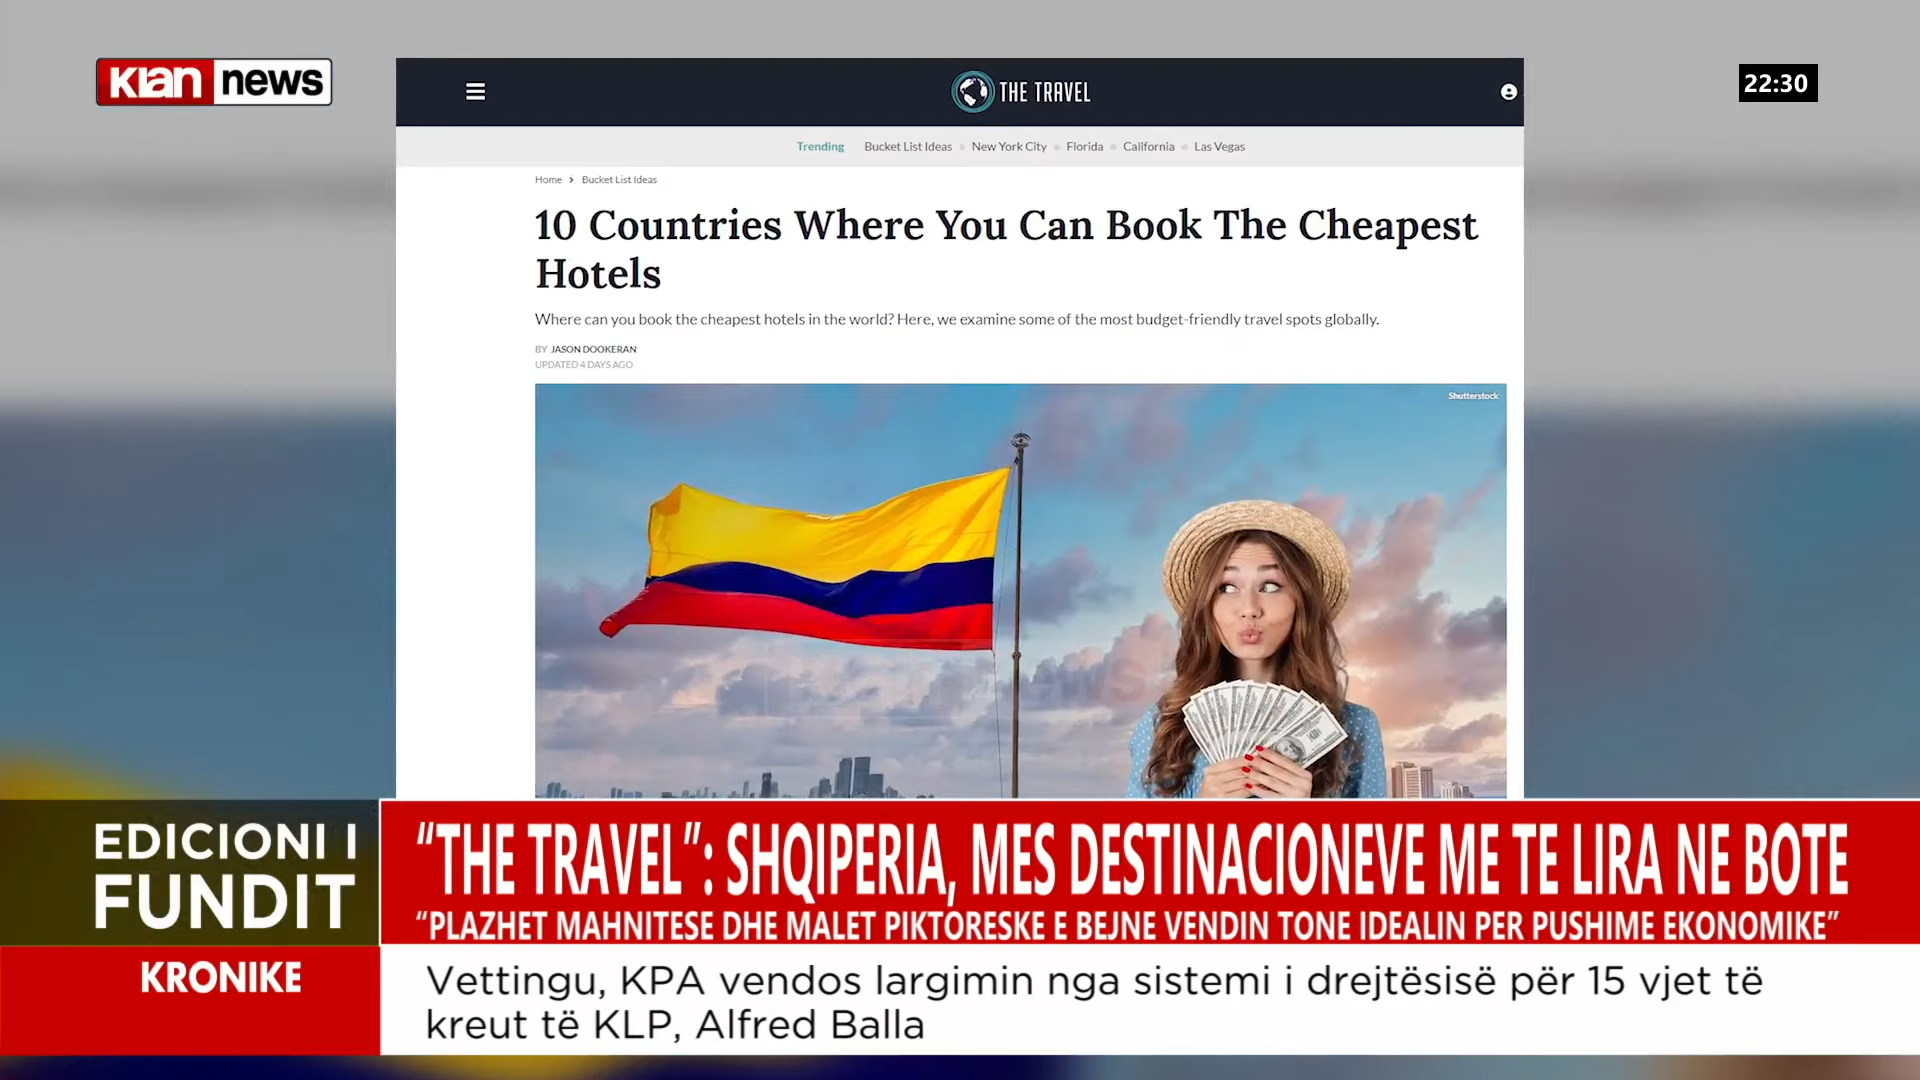 Klan news
THE TRAVEL
22:30
Trending Bucket List Ideas New York City Florida California Las Vegas
Home > Bucket List Ideas
10 Countries Where You Can Book The Cheapest
Hotels
Where can you book the cheapest hotels in the world? Here, we examine some of the most budget-friendly travel spots globally.
BY JASON DOOKERAN
UPDATED 4 DAYS AGO
Shutterstock
EDICIONI I
FUNDIT
“THE TRAVEL”: SHQIPERIA, MES DESTINACIONEVE ME TE LIRA NE BOTE
“PLAZHET MAHNITESE DHE MALET PIKTORESKE E BEJNE VENDIN TONE IDEALIN PER PUSHIME EKONOMIKE”
KRONIKE
Vettingu, KPA vendos largimin nga sistemi i drejtësisë për 15 vjet të
kreut të KLP, Alfred Balla